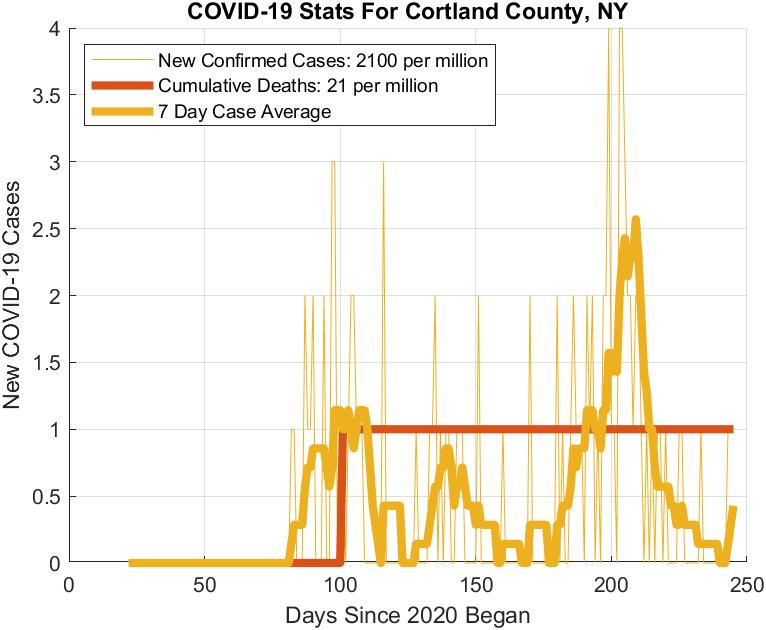 COVID-19 Stats For Cortland County, NY
New Confirmed Cases: 2100 per million
Cumulative Deaths: 21 per million
7 Day Case Average
New COVID-19 Cases
4
3.5
3
2.5
2
1.5
1
0.5
0
0 50 100 150 200 250
Days Since 2020 Began